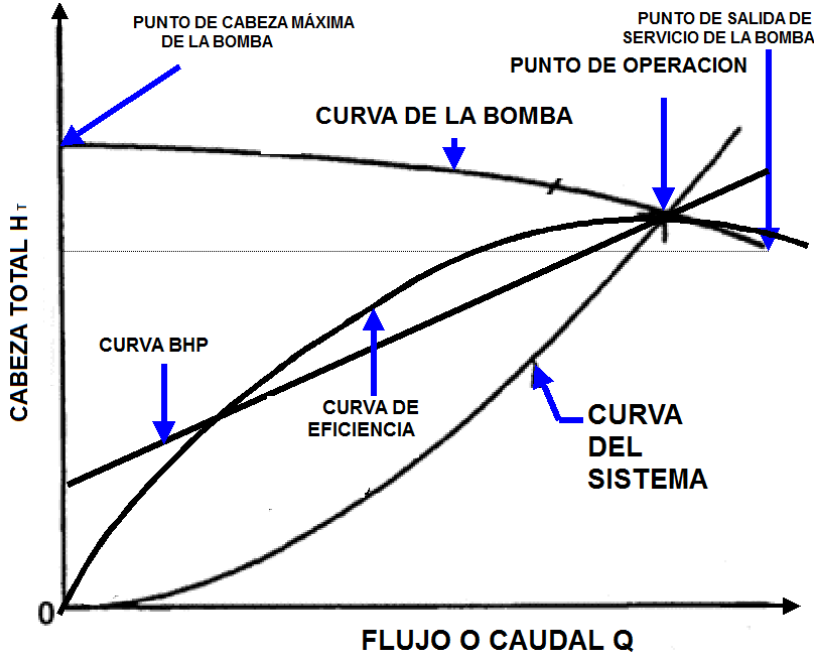 PUNTO DE CABEZA MÁXIMA
DE LA BOMBA
PUNTO DE SALIDA DE
SERVICIO DE LA BOMBA
PUNTO DE OPERACION
CURVA DE LA BOMBA
CABEZA TOTAL HT
CURVA BHP
CURVA DE
EFICIENCIA
CURVA
DEL
SISTEMA
0
FLUJO O CAUDAL Q